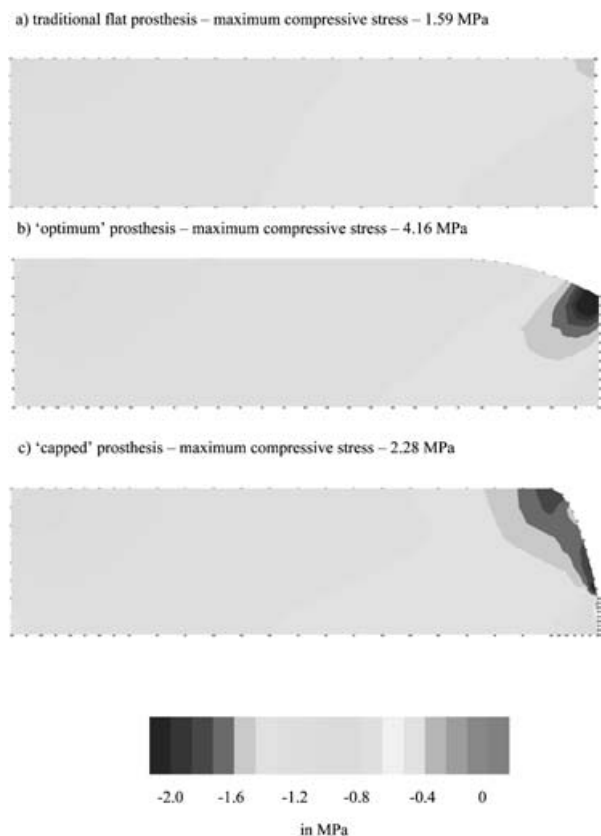 a) traditional flat prosthesis – maximum compressive stress – 1.59 MPa
b) ‘optimum’ prosthesis – maximum compressive stress – 4.16 MPa
c) ‘capped’ prosthesis – maximum compressive stress – 2.28 MPa
-2.0 -1.6 -1.2 -0.8 -0.4 0
in MPa